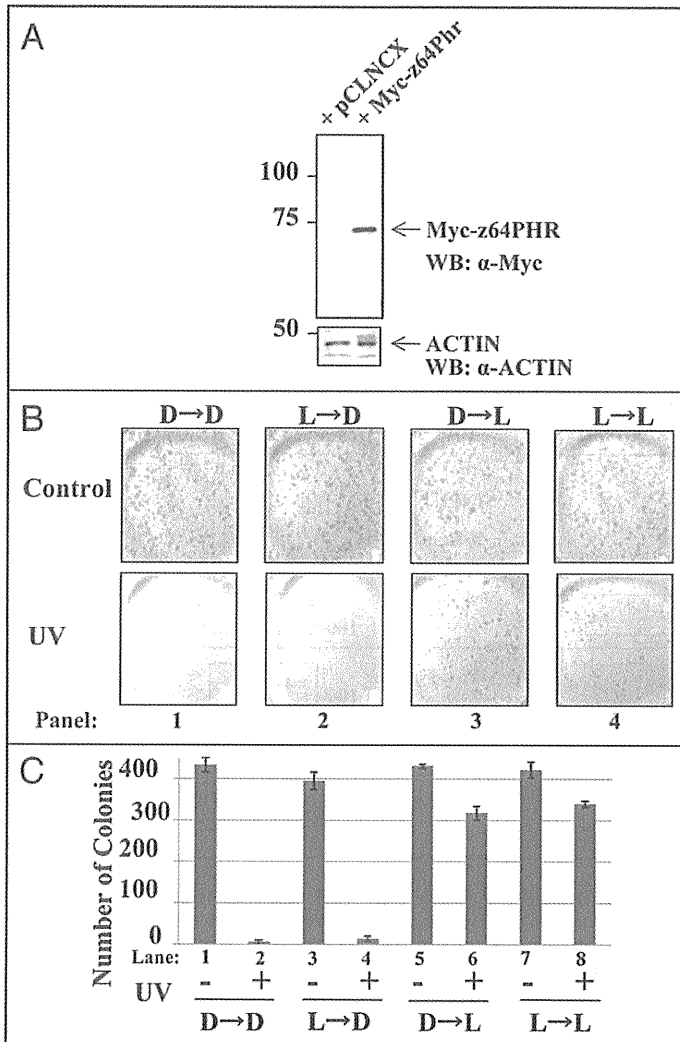 A
+ pCLNCX
+ Myc-z64Phr
100
75
Myc-z64PHR
WB: α-Myc
50
ACTIN
WB: α-ACTIN
B
D→D L→D D→L L→L
Control
UV
Panel: 1 2 3 4
C
Number of Colonies
400
300
200
100
0
Lane: 1 2 3 4 5 6 7 8
UV - + - + - + - +
D→D L→D D→L L→L